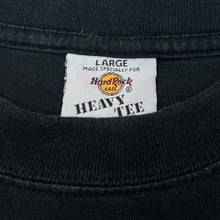 LARGE
MADE SPECIALLY FOR
Hard Rock
CAFE
HEAVY
TEE